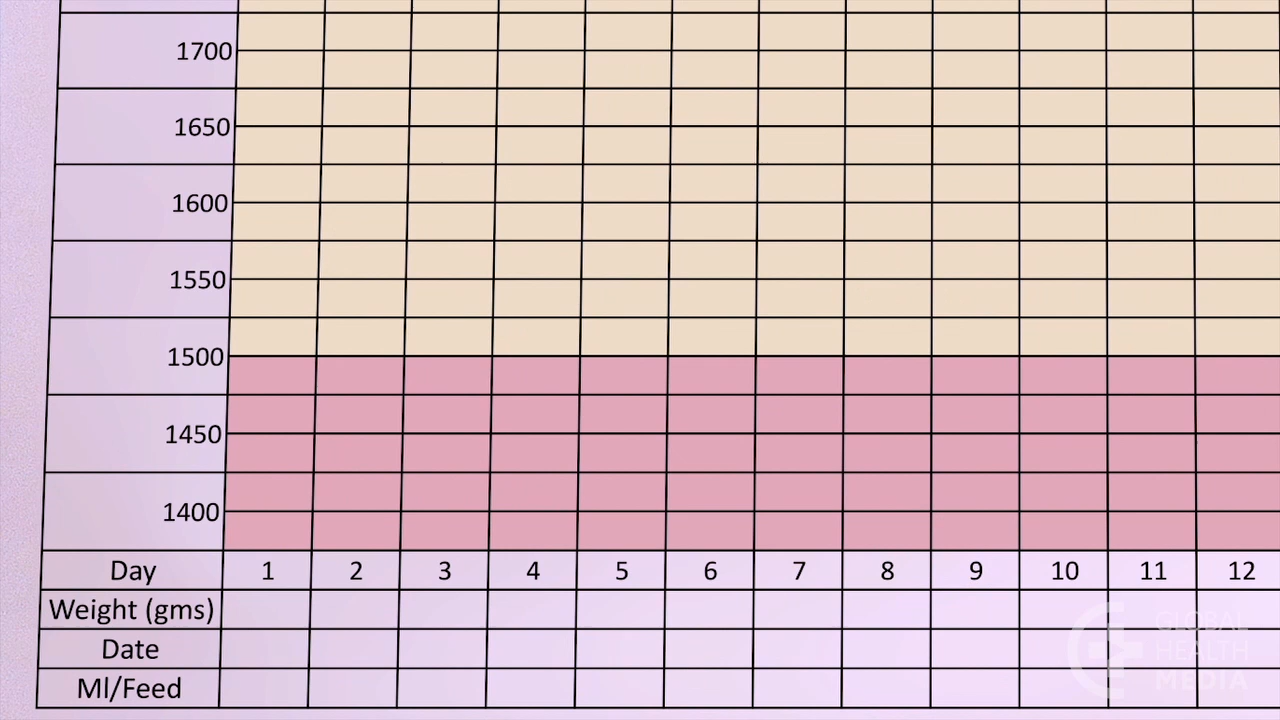 1700
1650
1600
1550
1500
1450
1400
Day 1 2 3 4 5 6 7 8 9 10 11 12
Weight (gms)
Date
Ml/Feed
GLOBAL
HEALTH
MEDIA